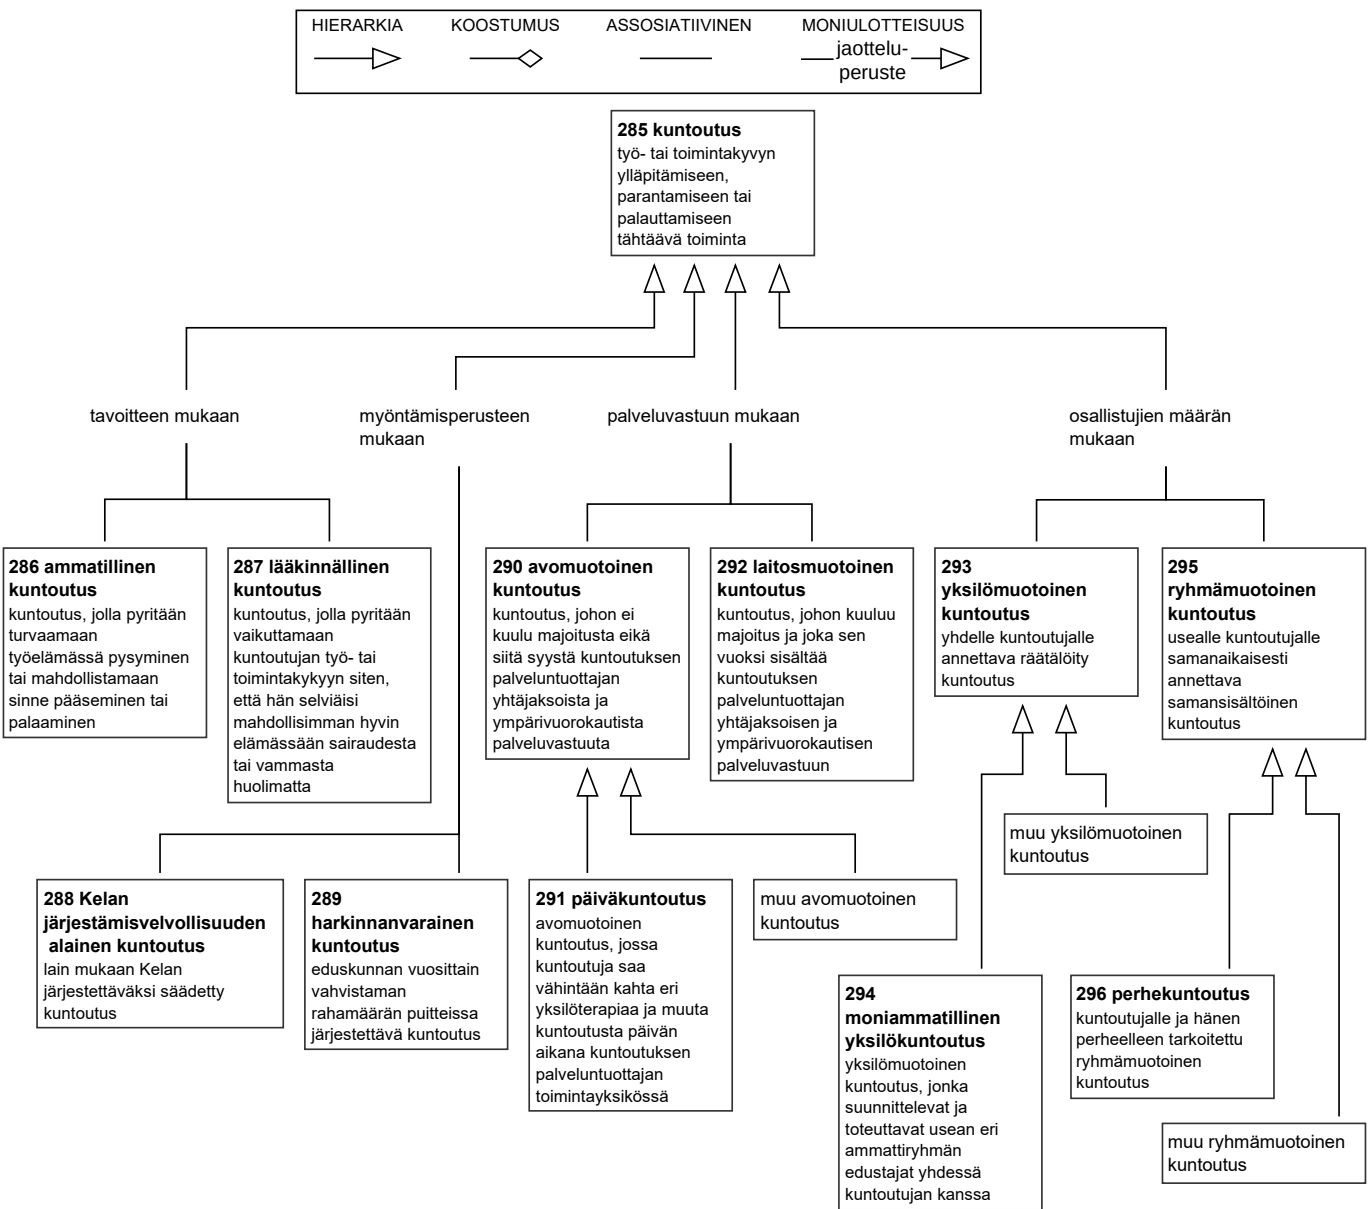 HIERARKIA
KOOSTUMUS
ASSOSIATIIVINEN
MONIULOTTEISUUS
jaottelu-
peruste
285 kuntoutus
työ- tai toimintakyvyn
ylläpitämiseen,
parantamiseen tai
palauttamiseen
tähtäävä toiminta
tavoitteen mukaan
myöntämisperusteen
mukaan
palveluvastuun mukaan
osallistujien määrän
mukaan
286 ammatillinen
kuntoutus
kuntoutus, jolla pyritään
turvaamaan
työelämässä pysyminen
tai mahdollistamaan
sinne pääseminen tai
palaaminen
287 lääkinnällinen
kuntoutus
kuntoutus, jolla pyritään
vaikuttamaan
kuntoutujan työ- tai
toimintakykyyn siten,
että hän selviäisi
mahdollisimman hyvin
elämässään sairaudesta
tai vammasta
huolimatta
290 avomuotoinen
kuntoutus
kuntoutus, johon ei
kuulu majoitusta eikä
siitä syystä kuntoutuksen
palveluntuottajan
yhtäjaksoista ja
ympärivuorokautista
palveluvastuuta
292 laitosmuotoinen
kuntoutus
kuntoutus, johon kuuluu
majoitus ja joka sen
vuoksi sisältää
kuntoutuksen
palveluntuottajan
yhtäjaksoisen ja
ympärivuorokautisen
palveluvastuun
293
yksilömuotoinen
kuntoutus
yhdelle kuntoutujalle
annettava räätälöity
kuntoutus
295
ryhmämuotoinen
kuntoutus
usealle kuntoutujalle
samanaikaisesti
annettava
samansisältöinen
kuntoutus
muu yksilömuotoinen
kuntoutus
288 Kelan
järjestämisvelvollisuuden
alainen kuntoutus
lain mukaan Kelan
järjestettäväksi säädetty
kuntoutus
289
harkinnanvarainen
kuntoutus
eduskunnan vuosittain
vahvistaman
rahamäärän puitteissa
järjestettävä kuntoutus
291 päiväkuntoutus
avomuotoinen
kuntoutus, jossa
kuntoutuja saa
vähintään kahta eri
yksilöterapiaa ja muuta
kuntoutusta päivän
aikana kuntoutuksen
palveluntuottajan
toimintayksikössä
muu avomuotoinen
kuntoutus
294
moniammatillinen
yksilökuntoutus
yksilömuotoinen
kuntoutus, jonka
suunnittelevat ja
toteuttavat usean eri
ammattiryhmän
edustajat yhdessä
kuntoutujan kanssa
296 perhekuntoutus
kuntoutujalle ja hänen
perheelleen tarkoitettu
ryhmämuotoinen
kuntoutus
muu ryhmämuotoinen
kuntoutus